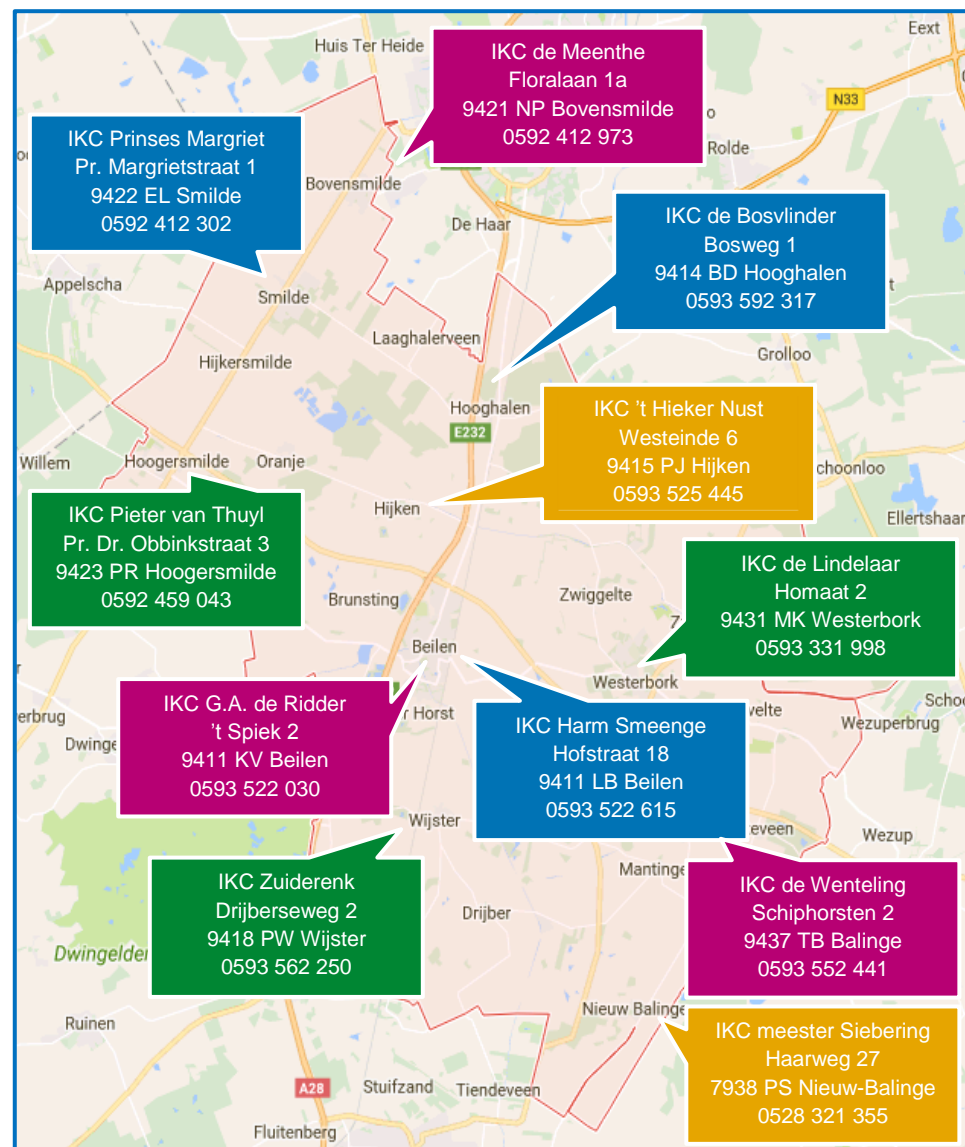 Eext
Huis Ter Heide
IKC de Meenthe
Floralaan 1a
9421 NP Bovensmilde
0592 412 973
N33
Rolde
IKC Prinses Margriet
Pr. Margrietstraat 1
9422 EL Smilde
0592 412 302
Bovensmilde
De Haar
IKC de Bosvlinder
Bosweg 1
9414 BD Hooghalen
0593 592 317
Appelscha
Smilde
Laaghalerveen
Hijkersmilde
Grolloo
Hooghalen
E232
IKC 't Hieker Nust
Westeinde 6
9415 PJ Hijken
0593 525 445
Willem
Hoogersmilde
Oranje
choonloo
Hijken
Ellertshaar
IKC Pieter van Thuyl
Pr. Dr. Obbinkstraat 3
9423 PR Hoogersmilde
0592 459 043
IKC de Lindelaar
Homaat 2
9431 MK Westerbork
0593 331 998
Brunsting
Zwiggelte
Beilen
Westerbork
IKC G.A. de Ridder
't Spiek 2
9411 KV Beilen
0593 522 030
r Horst
IKC Harm Smeenge
Hofstraat 18
9411 LB Beilen
0593 522 615
velte
Schoo
Wezuperbrug
erbrug
Dwing
Wijster
eveen
Wezup
Mantinge
IKC Zuiderenk
Drijberseweg 2
9418 PW Wijster
0593 562 250
IKC de Wenteling
Schiphorsten 2
9437 TB Balinge
0593 552 441
Drijber
Dwingelder
Nieuw Balinge
Ruinen
IKC meester Siebering
Haarweg 27
7938 PS Nieuw-Balinge
0528 321 355
A28
Stuifzand
Tiendeveen
Fluitenberg